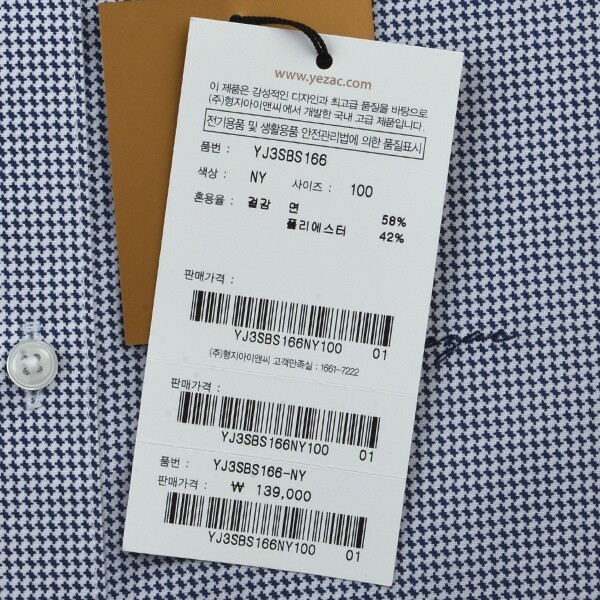 www.yezac.com
이 제품은 감성적인 디자인과 최고급 품질을 바탕으로
(주)형지아이앤씨에서 개발한 국내 고급 제품입니다.
전기용품 및 생활용품 안전관리법에 의한 품질표시
품번 : YJ3SBS166
색상 : NY 사이즈 : 100
혼용율 : 겉감 면 58%
폴리에스터 42%
판매가격 :
YJ3SBS166NY100 01
(주)형지아이앤씨 고객만족실 : 1661-7222
판매가격 :
YJ3SBS166NY100 01
품번 : YJ3SBS166-NY
판매가격 : ₩ 139,000
YJ3SBS166NY100 01